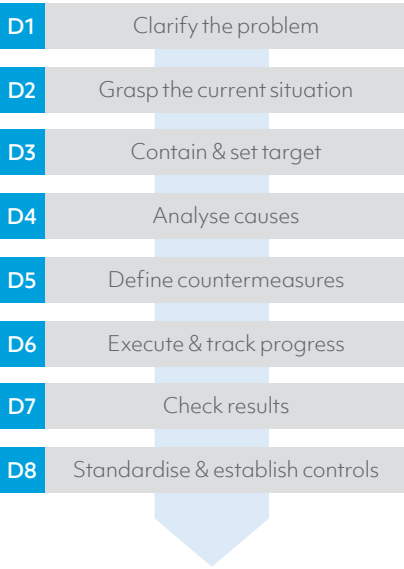 D1 Clarify the problem
D2 Grasp the current situation
D3 Contain & set target
D4 Analyse causes
D5 Define countermeasures
D6 Execute & track progress
D7 Check results
D8 Standardise & establish controls